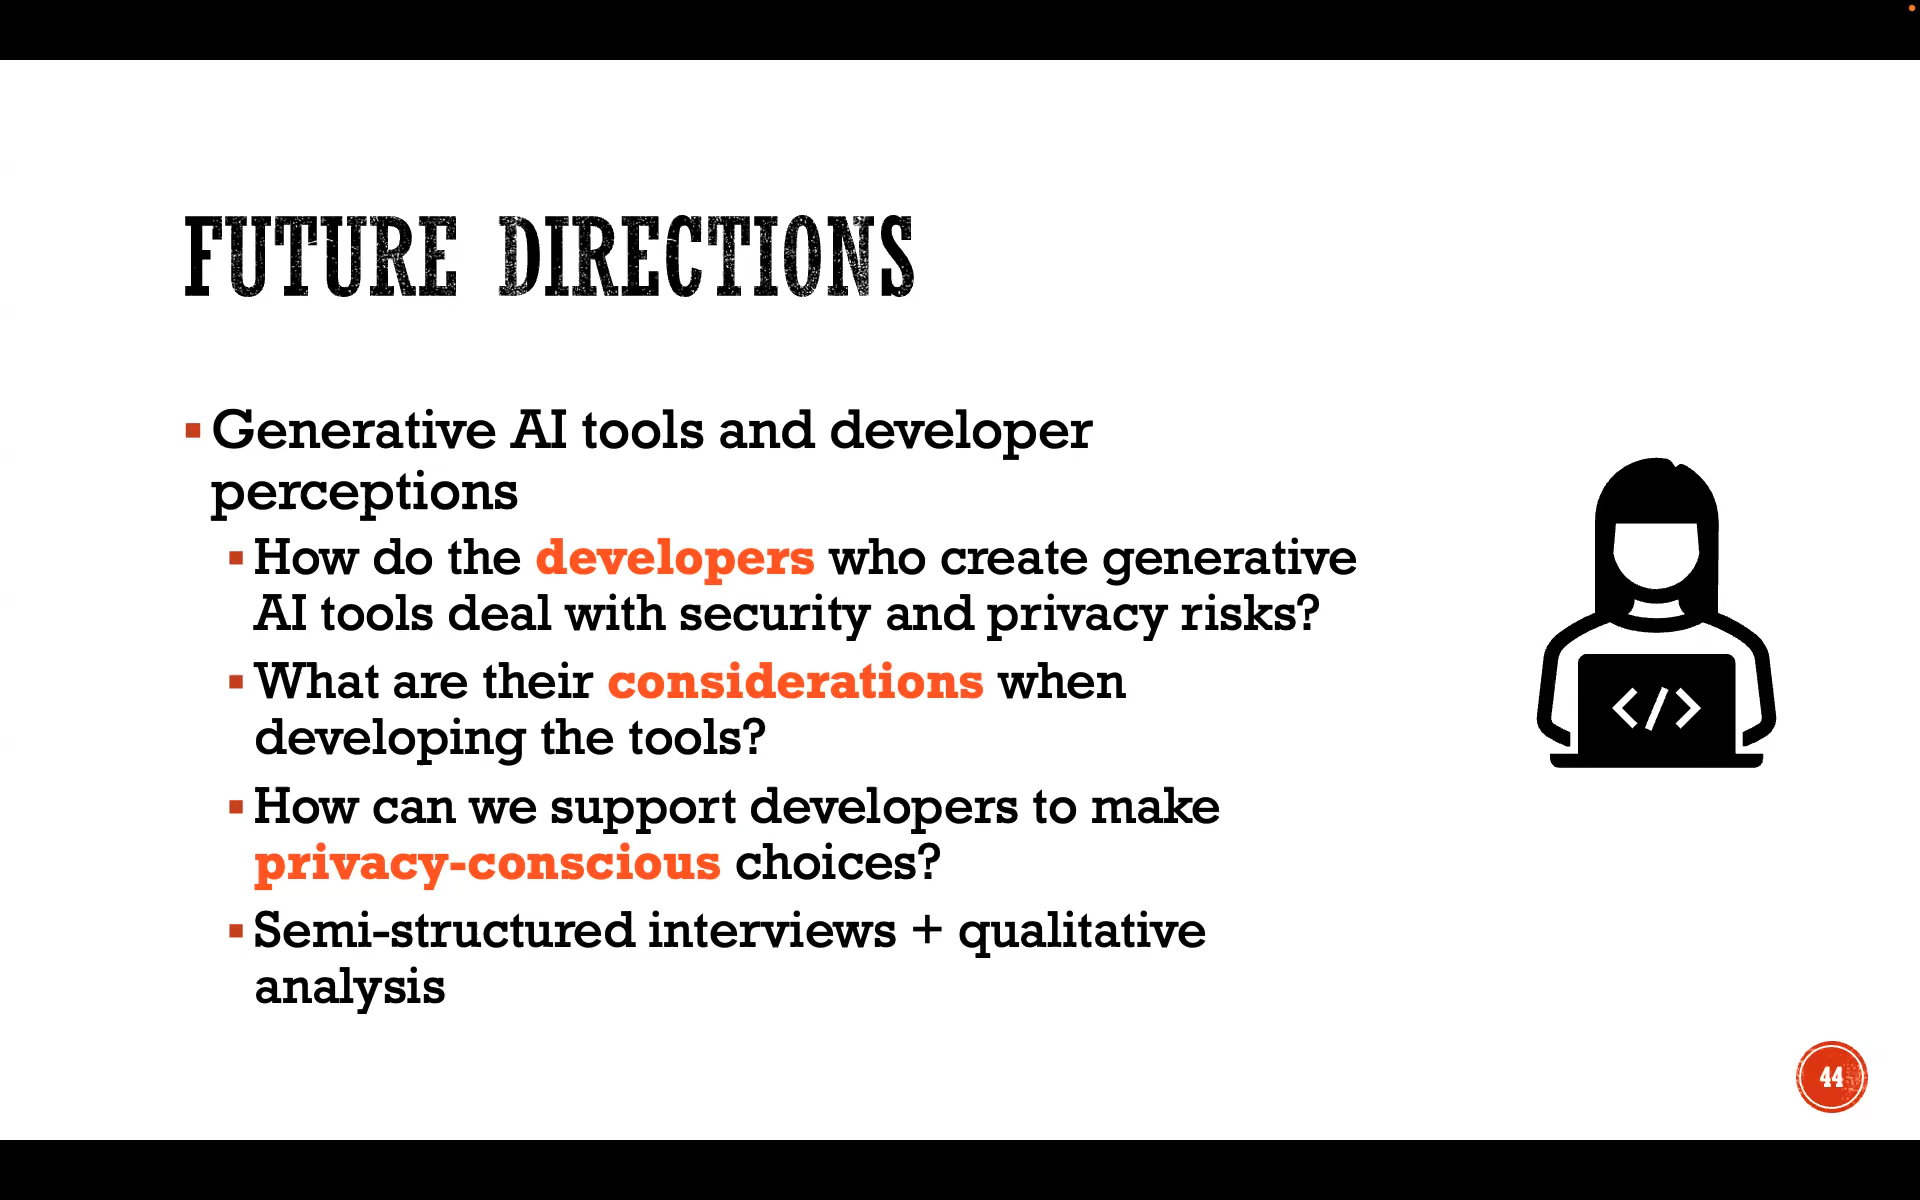 FUTURE DIRECTIONS
▪ Generative AI tools and developer
perceptions
▪ How do the developers who create generative
AI tools deal with security and privacy risks?
▪ What are their considerations when
developing the tools?
▪ How can we support developers to make
privacy-conscious choices?
▪ Semi-structured interviews + qualitative
analysis
</>
44